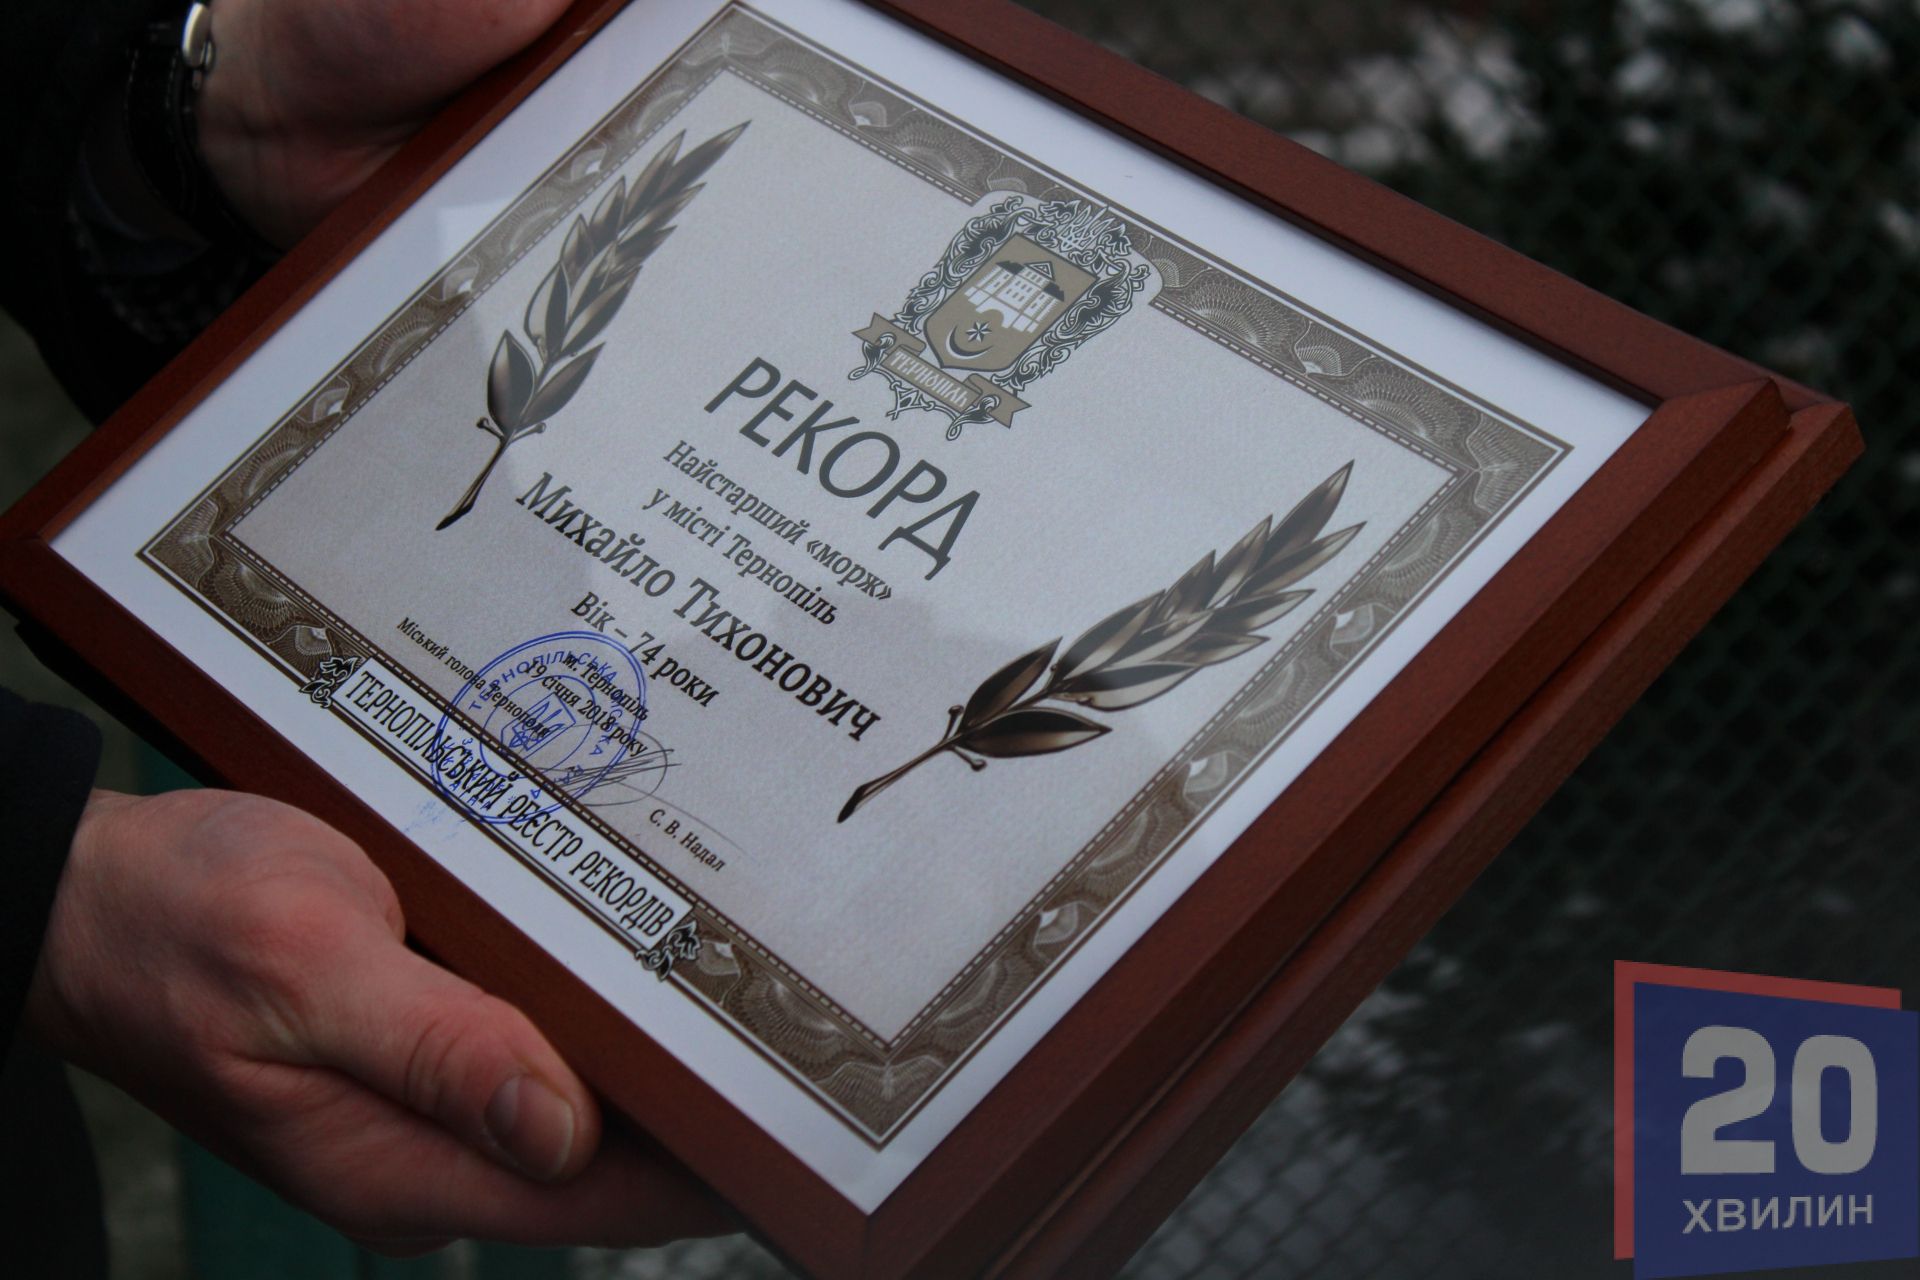 ТЕРНОПІЛЬ
РЕКОРД
Найстарший «морж»
у місті Тернопіль
Михайло Тихонович
Вік – 74 роки
м. Тернопіль
19 січня 2018 року
Міський голова Тернополя
С. В. Надал
ТЕРНОПІЛЬСЬКИЙ РЕЄСТР РЕКОРДІВ
20
ХВИЛИН